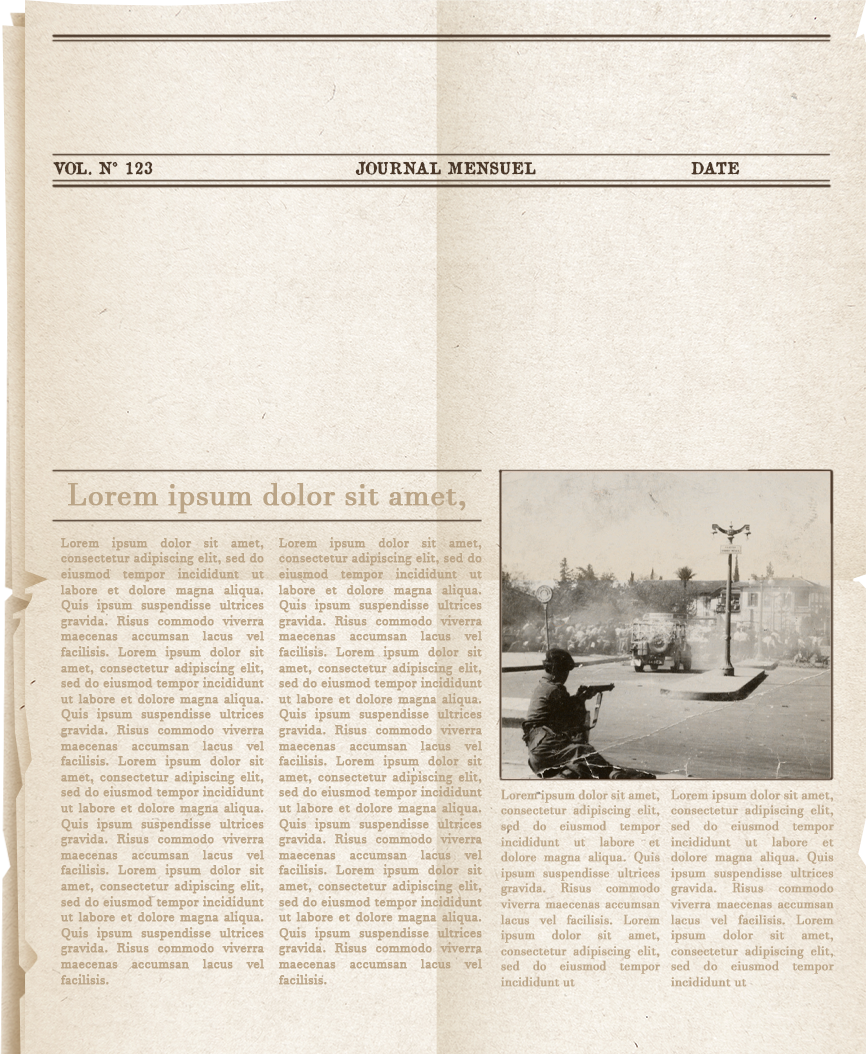 VOL. N° 123 JOURNAL MENSUEL DATE
Lorem ipsum dolor sit amet,
Lorem ipsum dolor sit amet,
consectetur adipiscing elit, sed do
eiusmod tempor incididunt ut
labore et dolore magna aliqua.
Quis ipsum suspendisse ultrices
gravida. Risus commodo viverra
maecenas accumsan lacus vel
facilisis. Lorem ipsum dolor sit
amet, consectetur adipiscing elit,
sed do eiusmod tempor incididunt
ut labore et dolore magna aliqua.
Quis ipsum suspendisse ultrices
gravida. Risus commodo viverra
maecenas accumsan lacus vel
facilisis. Lorem ipsum dolor sit
amet, consectetur adipiscing elit,
sed do eiusmod tempor incididunt
ut labore et dolore magna aliqua.
Quis ipsum suspendisse ultrices
gravida. Risus commodo viverra
maecenas accumsan lacus vel
facilisis. Lorem ipsum dolor sit
amet, consectetur adipiscing elit,
sed do eiusmod tempor incididunt
ut labore et dolore magna aliqua.
Quis ipsum suspendisse ultrices
gravida. Risus commodo viverra
maecenas accumsan lacus vel
facilisis.
Lorem ipsum dolor sit amet,
consectetur adipiscing elit, sed do
eiusmod tempor incididunt ut
labore et dolore magna aliqua.
Quis ipsum suspendisse ultrices
gravida. Risus commodo viverra
maecenas accumsan lacus vel
facilisis. Lorem ipsum dolor sit
amet, consectetur adipiscing elit,
sed do eiusmod tempor incididunt
ut labore et dolore magna aliqua.
Quis ipsum suspendisse ultrices
gravida. Risus commodo viverra
maecenas accumsan lacus vel
facilisis. Lorem ipsum dolor sit
amet, consectetur adipiscing elit,
sed do eiusmod tempor incididunt
ut labore et dolore magna aliqua.
Quis ipsum suspendisse ultrices
gravida. Risus commodo viverra
maecenas accumsan lacus vel
facilisis. Lorem ipsum dolor sit
amet, consectetur adipiscing elit,
sed do eiusmod tempor incididunt
ut labore et dolore magna aliqua.
Quis ipsum suspendisse ultrices
gravida. Risus commodo viverra
maecenas accumsan lacus vel
facilisis.
Lorem ipsum dolor sit amet,
consectetur adipiscing elit,
sed do eiusmod tempor
incididunt ut labore et
dolore magna aliqua. Quis
ipsum suspendisse ultrices
gravida. Risus commodo
viverra maecenas accumsan
lacus vel facilisis. Lorem
ipsum dolor sit amet,
consectetur adipiscing elit,
sed do eiusmod tempor
incididunt ut
Lorem ipsum dolor sit amet,
consectetur adipiscing elit,
sed do eiusmod tempor
incididunt ut labore et
dolore magna aliqua. Quis
ipsum suspendisse ultrices
gravida. Risus commodo
viverra maecenas accumsan
lacus vel facilisis. Lorem
ipsum dolor sit amet,
consectetur adipiscing elit,
sed do eiusmod tempor
incididunt ut